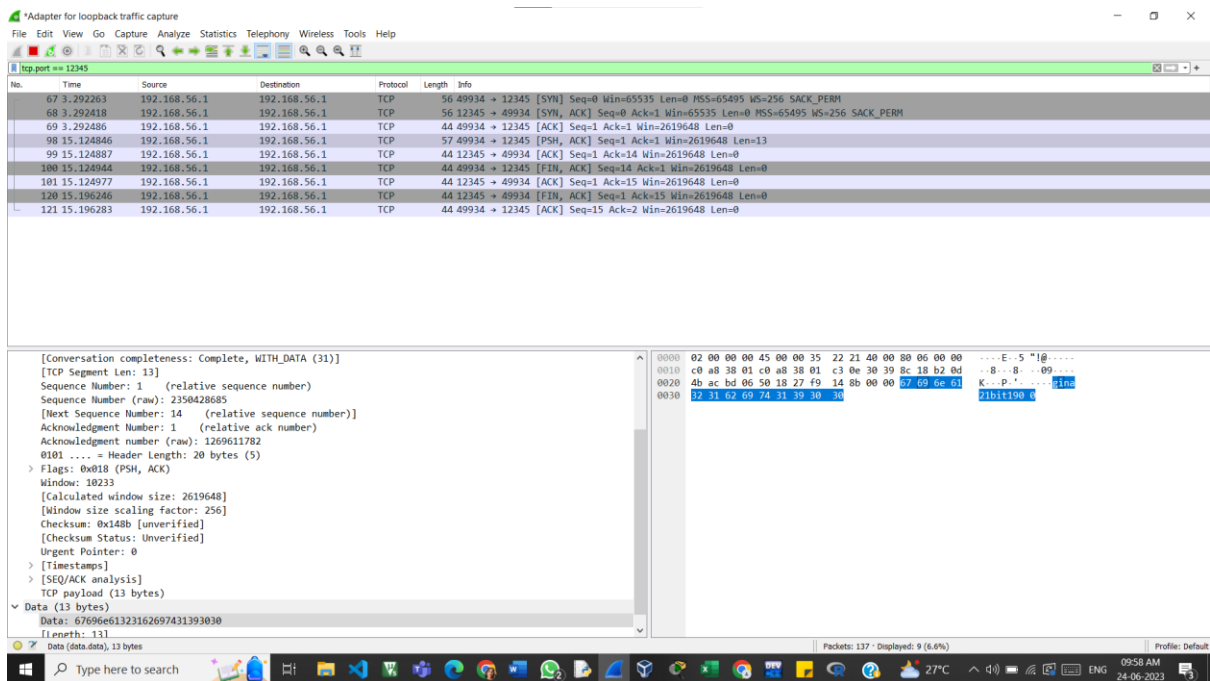 *Adapter for loopback traffic capture
File Edit View Go Capture Analyze Statistics Telephony Wireless Tools Help
tcp.port == 12345
No. Time Source Destination Protocol Length Info
67 3.292263 192.168.56.1 192.168.56.1 TCP 56 49934 → 12345 [SYN] Seq=0 Win=65535 Len=0 MSS=65495 WS=256 SACK_PERM
68 3.292418 192.168.56.1 192.168.56.1 TCP 56 12345 → 49934 [SYN, ACK] Seq=0 Ack=1 Win=65535 Len=0 MSS=65495 WS=256 SACK_PERM
69 3.292486 192.168.56.1 192.168.56.1 TCP 44 49934 → 12345 [ACK] Seq=1 Ack=1 Win=2619648 Len=0
98 15.124846 192.168.56.1 192.168.56.1 TCP 57 49934 → 12345 [PSH, ACK] Seq=1 Ack=1 Win=2619648 Len=13
99 15.124887 192.168.56.1 192.168.56.1 TCP 44 12345 → 49934 [ACK] Seq=1 Ack=14 Win=2619648 Len=0
100 15.124944 192.168.56.1 192.168.56.1 TCP 44 49934 → 12345 [FIN, ACK] Seq=14 Ack=1 Win=2619648 Len=0
101 15.124977 192.168.56.1 192.168.56.1 TCP 44 12345 → 49934 [ACK] Seq=1 Ack=15 Win=2619648 Len=0
120 15.196246 192.168.56.1 192.168.56.1 TCP 44 12345 → 49934 [FIN, ACK] Seq=1 Ack=15 Win=2619648 Len=0
121 15.196283 192.168.56.1 192.168.56.1 TCP 44 49934 → 12345 [ACK] Seq=15 Ack=2 Win=2619648 Len=0
[Conversation completeness: Complete, WITH_DATA (31)]
[TCP Segment Len: 13]
Sequence Number: 1 (relative sequence number)
Sequence Number (raw): 2350428685
[Next Sequence Number: 14 (relative sequence number)]
Acknowledgment Number: 1 (relative ack number)
Acknowledgment number (raw): 1269611782
0101 .... = Header Length: 20 bytes (5)
> Flags: 0x018 (PSH, ACK)
Window: 10233
[Calculated window size: 2619648]
[Window size scaling factor: 256]
Checksum: 0x148b [unverified]
[Checksum Status: Unverified]
Urgent Pointer: 0
> [Timestamps]
> [SEQ/ACK analysis]
TCP payload (13 bytes)
Data (13 bytes)
Data: 67696e61323162697431393030
[Length: 13]
0000 02 00 00 00 45 00 00 35 22 21 40 00 80 06 00 00 ····E··5 "!@·····
0010 c0 a8 38 01 c0 a8 38 01 c3 0e 30 39 8c 18 b2 0d ··8···8· ··09····
0020 4b ac bd 06 50 18 27 f9 14 8b 00 00 67 69 6e 61 K···P·'· ····gina
0030 32 31 62 69 74 31 39 30 30 21bit190 0
Data (data.data), 13 bytes
Packets: 137 · Displayed: 9 (6.6%)
Profile: Default
Type here to search
27°C
ENG
09:58 AM
24-06-2023